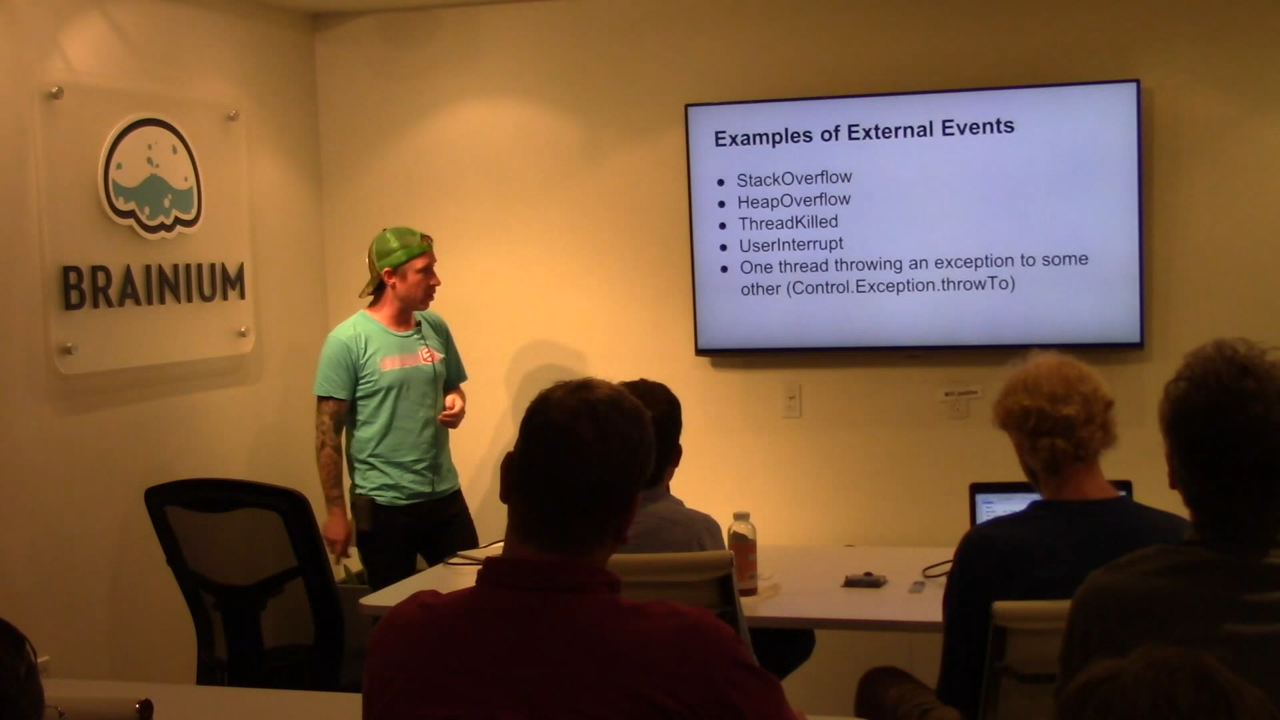 BRAINIUM
Examples of External Events
● StackOverflow
● HeapOverflow
● ThreadKilled
● UserInterrupt
● One thread throwing an exception to some
other (Control.Exception.throwTo)